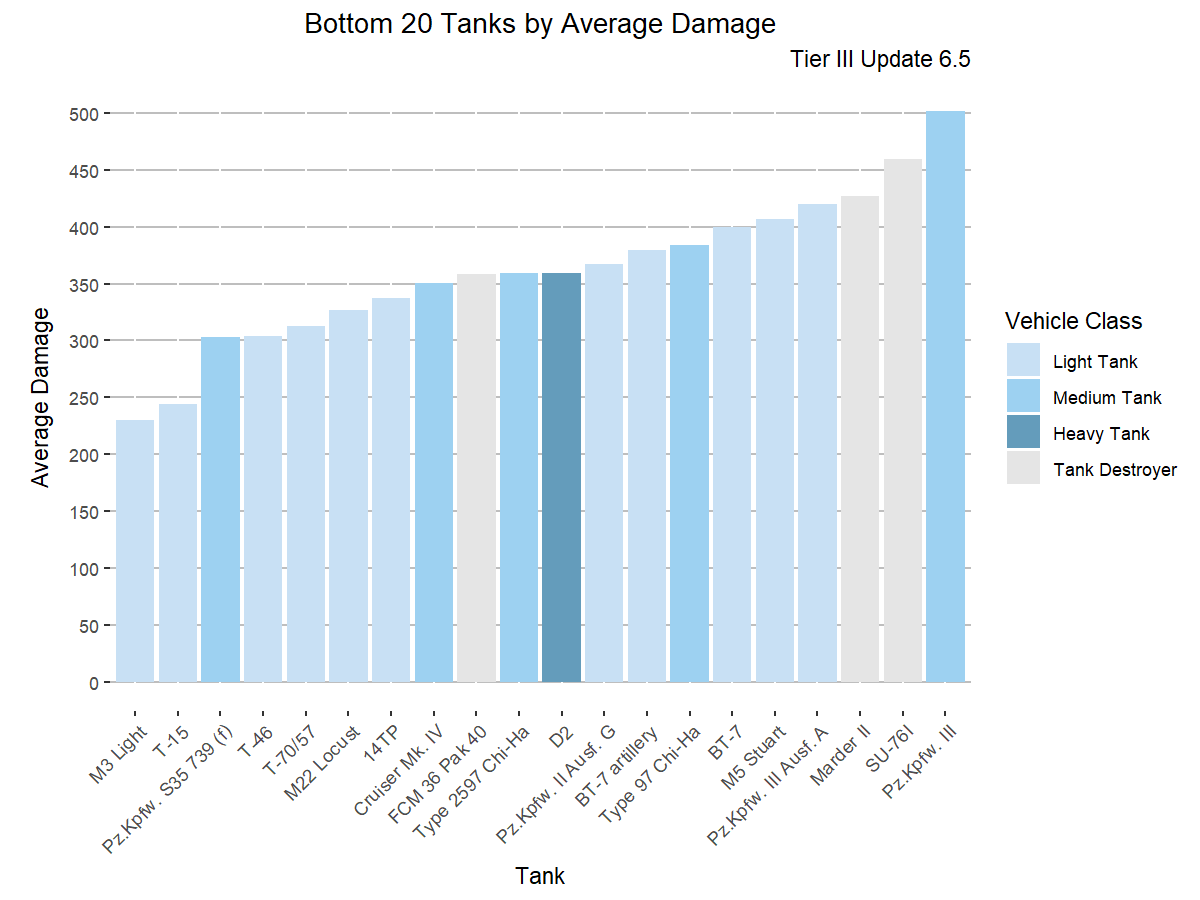 Bottom 20 Tanks by Average Damage
Tier III Update 6.5
Average Damage
500
450
400
350
300
250
200
150
100
50
0
M3 Light
T-15
Pz.Kpfw. S35 739 (f)
T-46
T-70/57
M22 Locust
14TP
Cruiser Mk. IV
FCM 36 Pak 40
Type 2597 Chi-Ha
D2
Pz.Kpfw. II Ausf. G
BT-7 artillery
Type 97 Chi-Ha
BT-7
M5 Stuart
Pz.Kpfw. III Ausf. A
Marder II
SU-76I
Pz.Kpfw. III
Tank
Vehicle Class
Light Tank
Medium Tank
Heavy Tank
Tank Destroyer